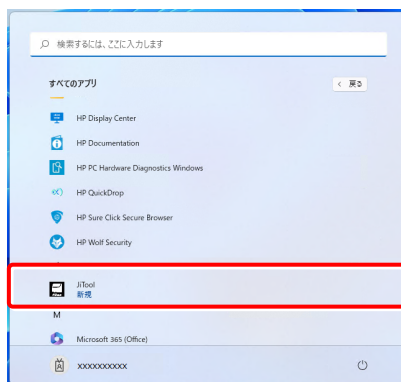 検索するには、ここに入力します
すべてのアプリ
< 戻る
HP Display Center
HP Documentation
HP PC Hardware Diagnostics Windows
HP QuickDrop
HP Sure Click Secure Browser
HP Wolf Security
JiTool
新規
M
Microsoft 365 (Office)
xxxxxxxxxx